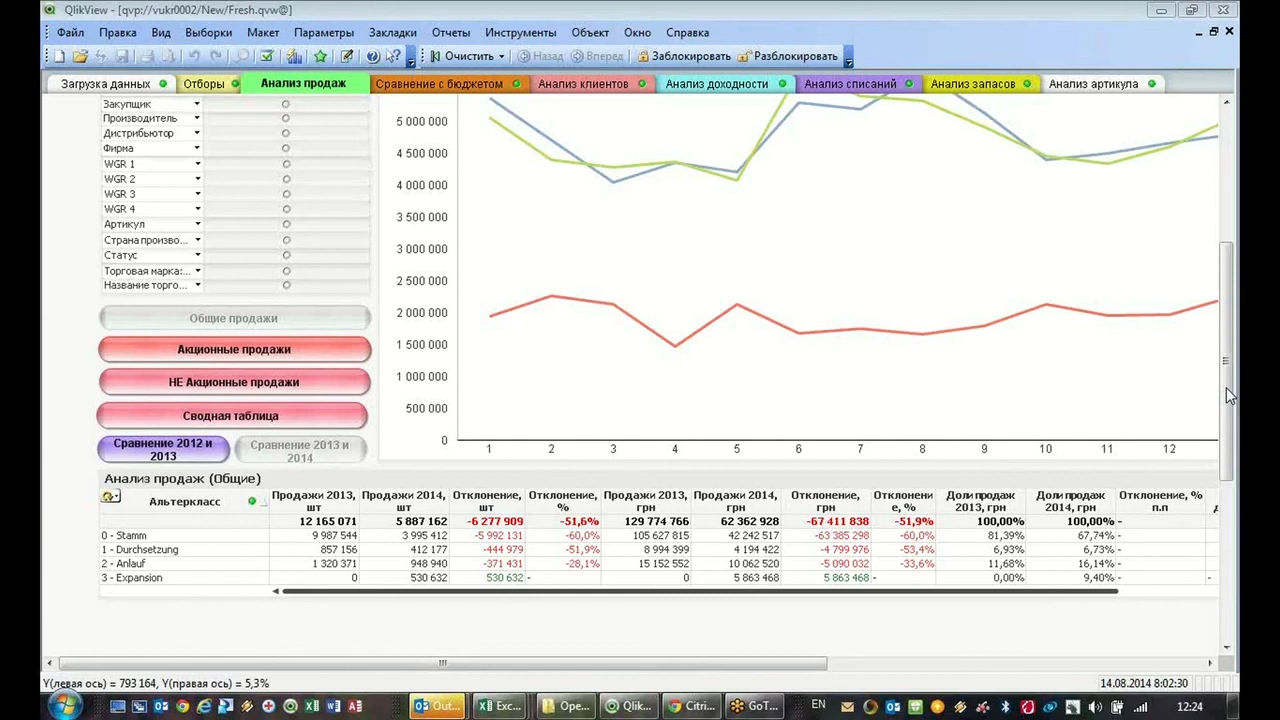 QlikView - [qvp://vukr0002/New/Fresh.qvw@]
Файл Правка Вид Выборки Макет Параметры Закладки Отчеты Инструменты Объект Окно Справка
Очистить Назад Вперед Заблокировать Разблокировать
Загрузка данных Отборы Анализ продаж Сравнение с бюджетом Анализ клиентов Анализ доходности Анализ списаний Анализ запасов Анализ артикула
Закупщик
Производитель
Дистрибьютор
Фирма
WGR 1
WGR 2
WGR 3
WGR 4
Артикул
Страна произво...
Статус
Торговая марка:...
Название торго...
Общие продажи
Акционные продажи
НЕ Акционные продажи
Сводная таблица
Сравнение 2012 и
2013
Сравнение 2013 и
2014
5 000 000
4 500 000
4 000 000
3 500 000
3 000 000
2 500 000
2 000 000
1 500 000
1 000 000
500 000
0
1 2 3 4 5 6 7 8 9 10 11 12
Анализ продаж (Общие)
Альтеркласс Продажи 2013, шт Продажи 2014, шт Отклонение, шт Отклонение, % Продажи 2013, грн Продажи 2014, грн Отклонение, грн Отклонени е, % Доли продаж 2013, грн Доли продаж 2014, грн Отклонение, % п.п
12 165 071 5 887 162 -6 277 909 -51,6% 129 774 766 62 362 928 -67 411 838 -51,9% 100,00% 100,00% -
0 - Stamm 9 987 544 3 995 412 -5 992 131 -60,0% 105 627 815 42 242 517 -63 385 298 -60,0% 81,39% 67,74% -
1 - Durchsetzung 857 156 412 177 -444 979 -51,9% 8 994 399 4 194 422 -4 799 976 -53,4% 6,93% 6,73% -
2 - Anlauf 1 320 371 948 940 -371 431 -28,1% 15 152 552 10 062 520 -5 090 032 -33,6% 11,68% 16,14% -
3 - Expansion 0 530 632 530 632 - 0 5 863 468 5 863 468 - 0,00% 9,40% - -
Y(левая ось) = 793 164, Y(правая ось) = 5,3% 14.08.2014 8:02:30
Out... Exc... Ope... Qlik... Citri... GoT... EN 12:24